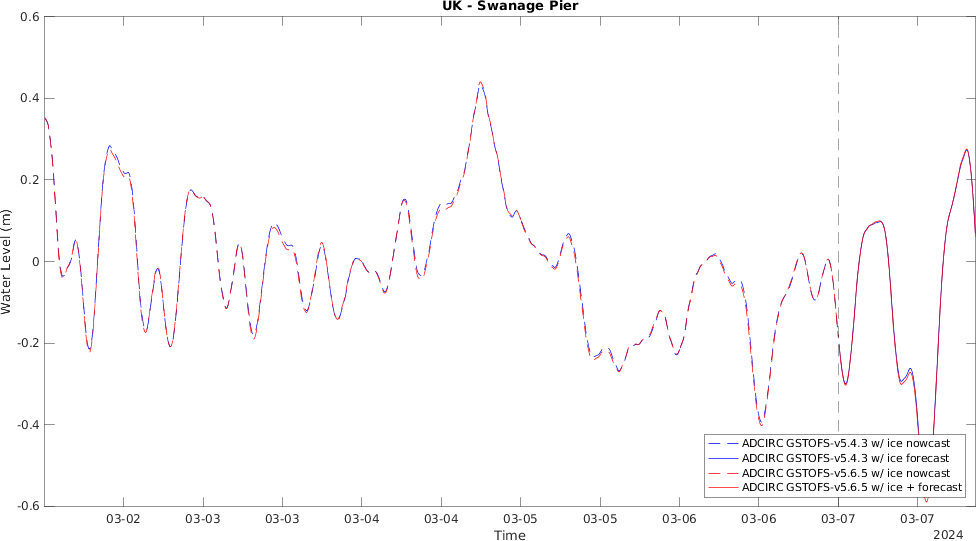 UK - Swanage Pier
0.6
0.4
0.2
0
-0.2
-0.4
-0.6
Water Level (m)
ADCIRC GSTOFS-v5.4.3 w/ ice nowcast
ADCIRC GSTOFS-v5.4.3 w/ ice forecast
ADCIRC GSTOFS-v5.6.5 w/ ice nowcast
ADCIRC GSTOFS-v5.6.5 w/ ice + forecast
03-02 03-03 03-03 03-04 03-04 03-05 03-05 03-06 03-06 03-07 03-07
Time
2024